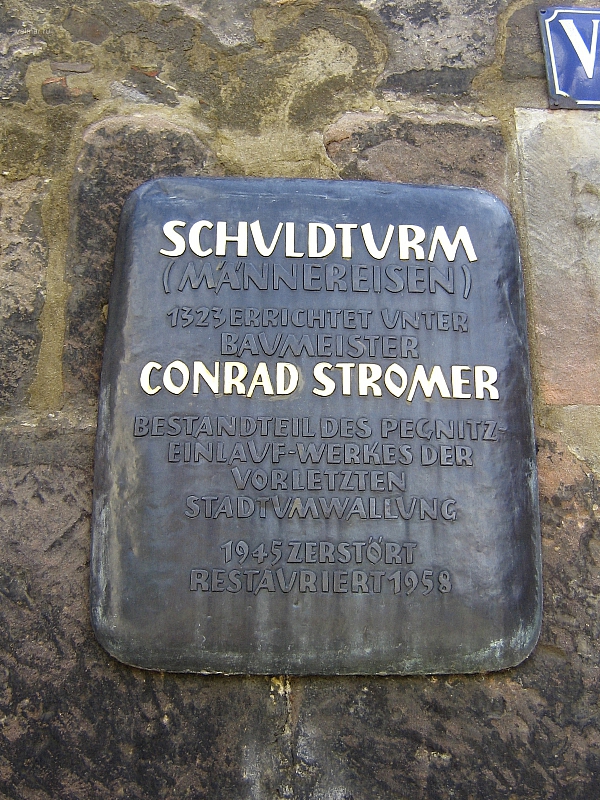 V
SCHVLDTVRM
(MÄNNEREISEN)
1323 ERRICHTET VNTER
BAVMEISTER
CONRAD STROMER
BESTANDTEIL DES PEGNITZ-
EINLAVF-WERKES DER
VORLETZTEN
STADTVMWALLVNG
1945 ZERSTÖRT
RESTAVRIERT 1958